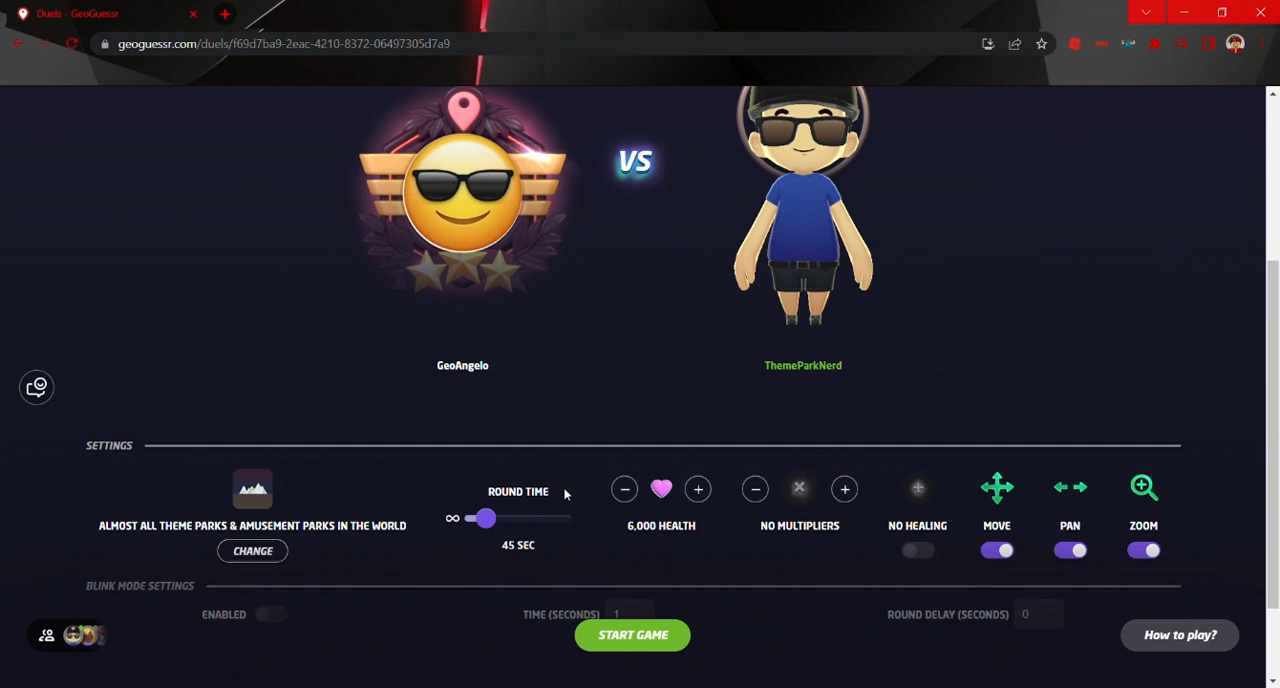 Duels - GeoGuessr
geoguessr.com/duels/f69d7ba9-2eac-4210-8372-06497305d7a9
VS
GeoAngelo
ThemeParkNerd
SETTINGS
ROUND TIME
ALMOST ALL THEME PARKS & AMUSEMENT PARKS IN THE WORLD
6,000 HEALTH
NO MULTIPLIERS
NO HEALING
MOVE
PAN
ZOOM
CHANGE
45 SEC
BLINK MODE SETTINGS
ENABLED
TIME (SECONDS) 1
ROUND DELAY (SECONDS) 0
START GAME
How to play?